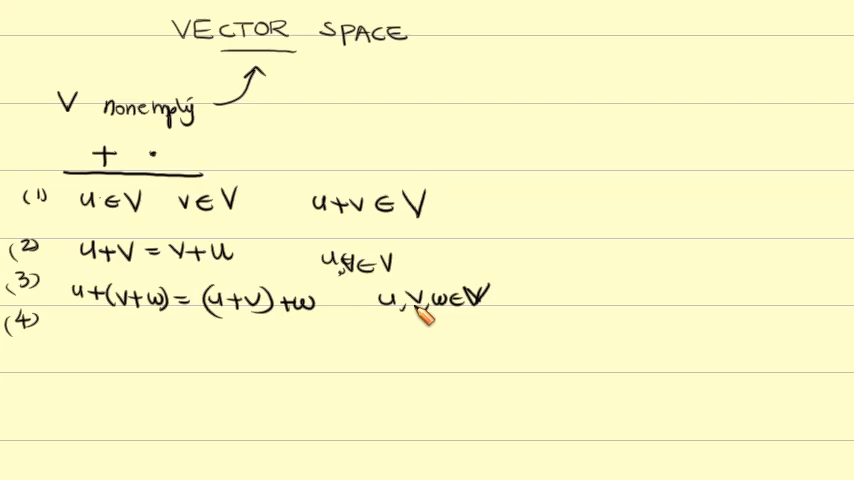 VECTOR SPACE
V nonempty
+ ·
(1) u ∈ V v ∈ V u+v ∈ V
(2) u+v = v+u u,v ∈ V
(3) u+(v+w) = (u+v)+w u,v,w ∈ V
(4)